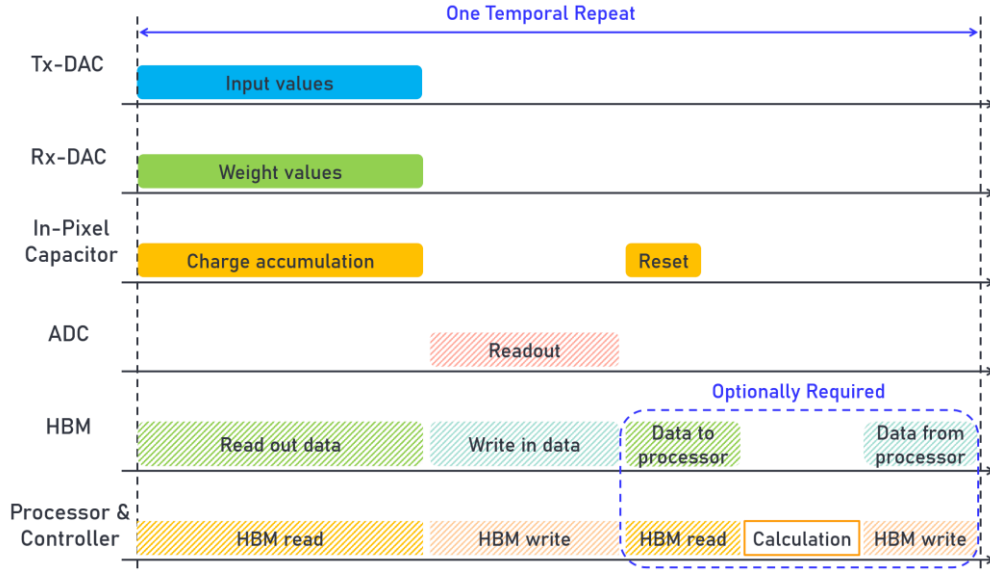 One Temporal Repeat
Tx-DAC
Input values
Rx-DAC
Weight values
In-Pixel
Capacitor
Charge accumulation
Reset
ADC
Readout
Optionally Required
HBM
Read out data
Write in data
Data to
processor
Data from
processor
Processor &
Controller
HBM read
HBM write
HBM read
Calculation
HBM write